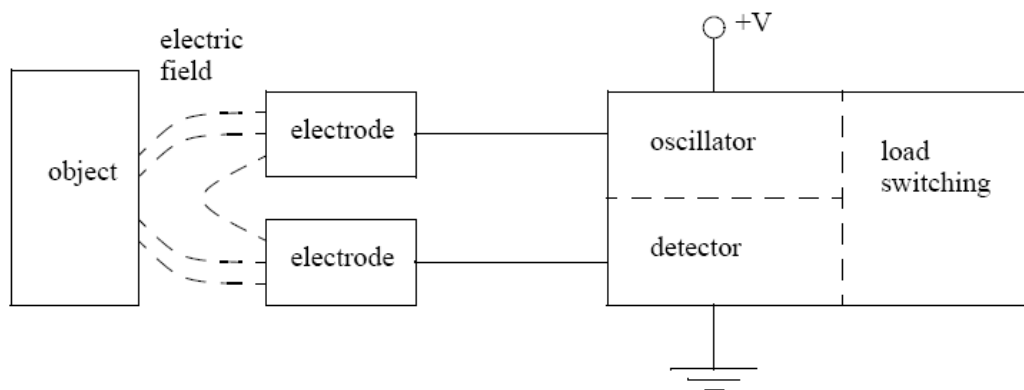 +V
electric
field
electrode
oscillator
object
load
switching
electrode
detector